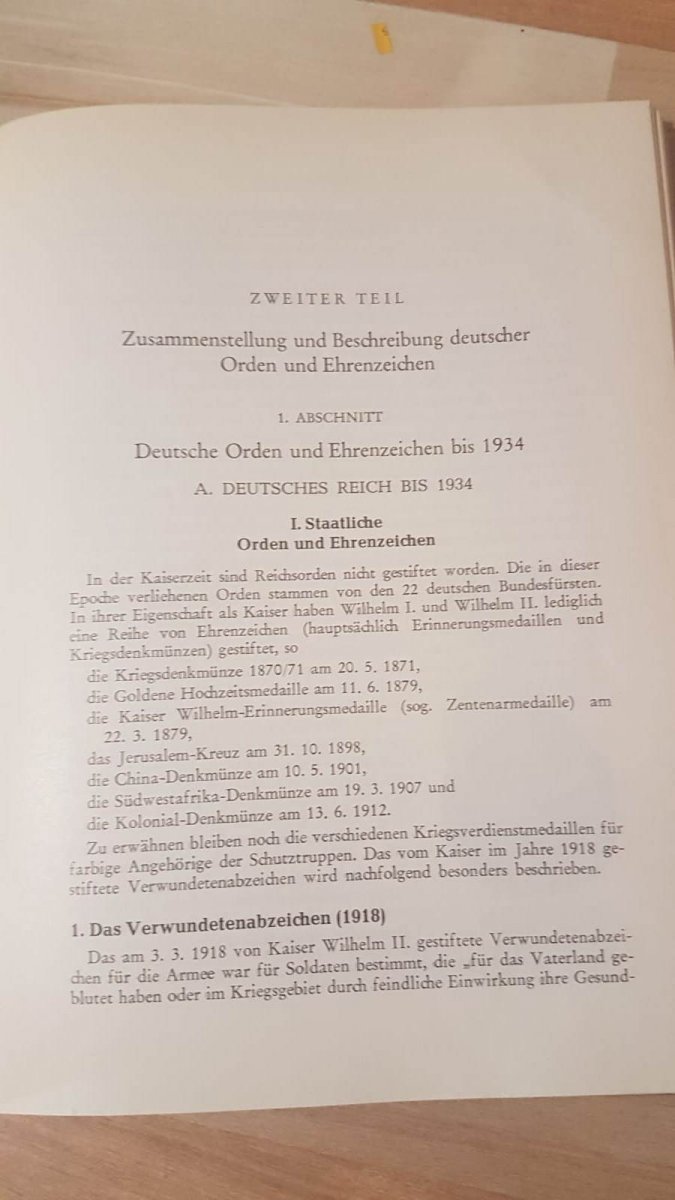 ZWEITER TEIL
Zusammenstellung und Beschreibung deutscher
Orden und Ehrenzeichen
1. ABSCHNITT
Deutsche Orden und Ehrenzeichen bis 1934
A. DEUTSCHES REICH BIS 1934
I. Staatliche
Orden und Ehrenzeichen
In der Kaiserzeit sind Reichsorden nicht gestiftet worden. Die in dieser
Epoche verliehenen Orden stammen von den 22 deutschen Bundesfürsten.
In ihrer Eigenschaft als Kaiser haben Wilhelm I. und Wilhelm II. lediglich
eine Reihe von Ehrenzeichen (hauptsächlich Erinnerungsmedaillen und
Kriegsdenkmünzen) gestiftet, so
die Kriegsdenkmünze 1870/71 am 20. 5. 1871,
die Goldene Hochzeitsmedaille am 11. 6. 1879,
die Kaiser Wilhelm-Erinnerungsmedaille (sog. Zentenarmedaille) am
22. 3. 1879,
das Jerusalem-Kreuz am 31. 10. 1898,
die China-Denkmünze am 10. 5. 1901,
die Südwestafrika-Denkmünze am 19. 3. 1907 und
die Kolonial-Denkmünze am 13. 6. 1912.
Zu erwähnen bleiben noch die verschiedenen Kriegsverdienstmedaillen für
farbige Angehörige der Schutztruppen. Das vom Kaiser im Jahre 1918 ge-
stiftete Verwundetenabzeichen wird nachfolgend besonders beschrieben.
1. Das Verwundetenabzeichen (1918)
Das am 3. 3. 1918 von Kaiser Wilhelm II. gestiftete Verwundetenabzei-
chen für die Armee war für Soldaten bestimmt, die „für das Vaterland ge-
blutet haben oder im Kriegsgebiet durch feindliche Einwirkung ihre Gesund-